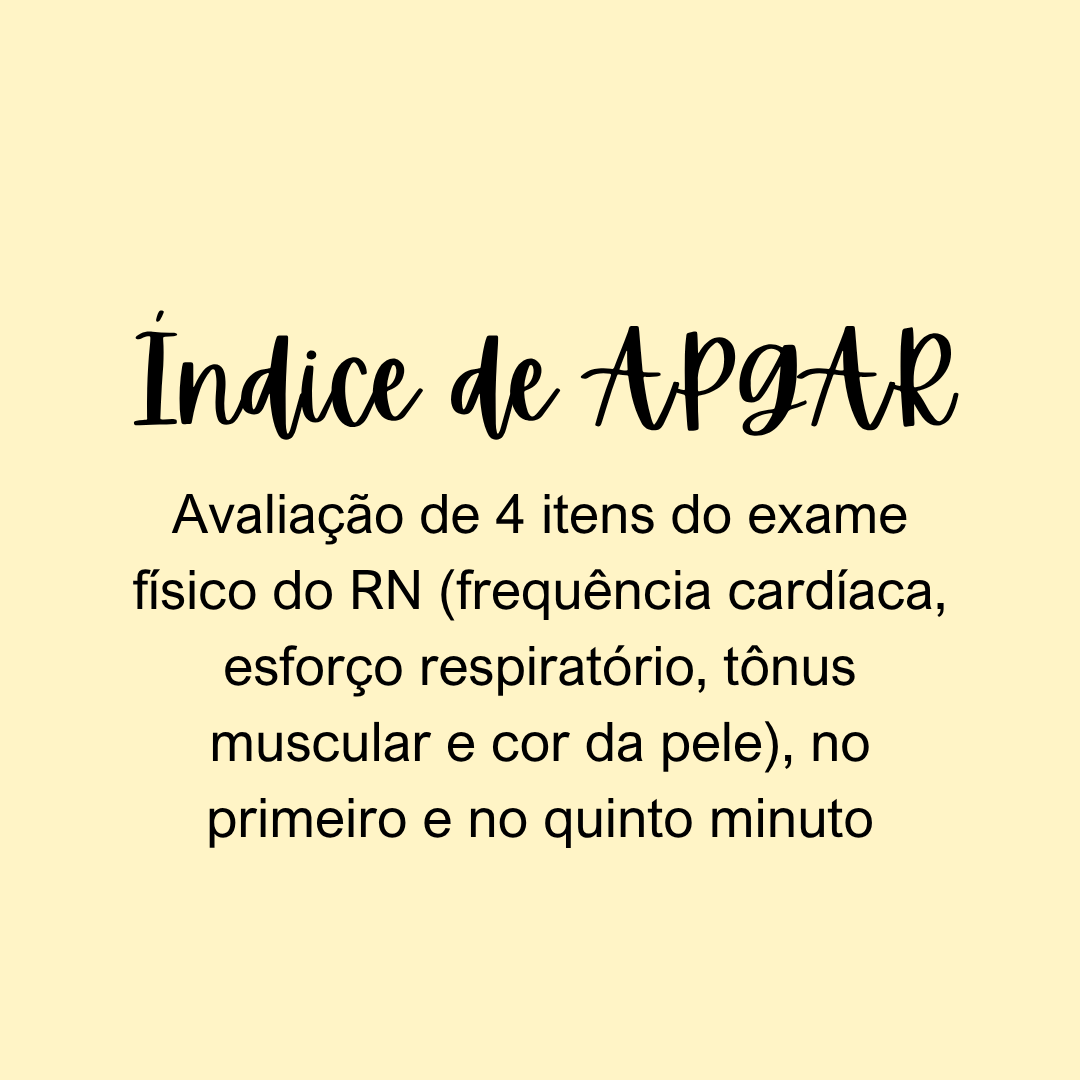 Índice de APGAR
Avaliação de 4 itens do exame
físico do RN (frequência cardíaca,
esforço respiratório, tônus
muscular e cor da pele), no
primeiro e no quinto minuto